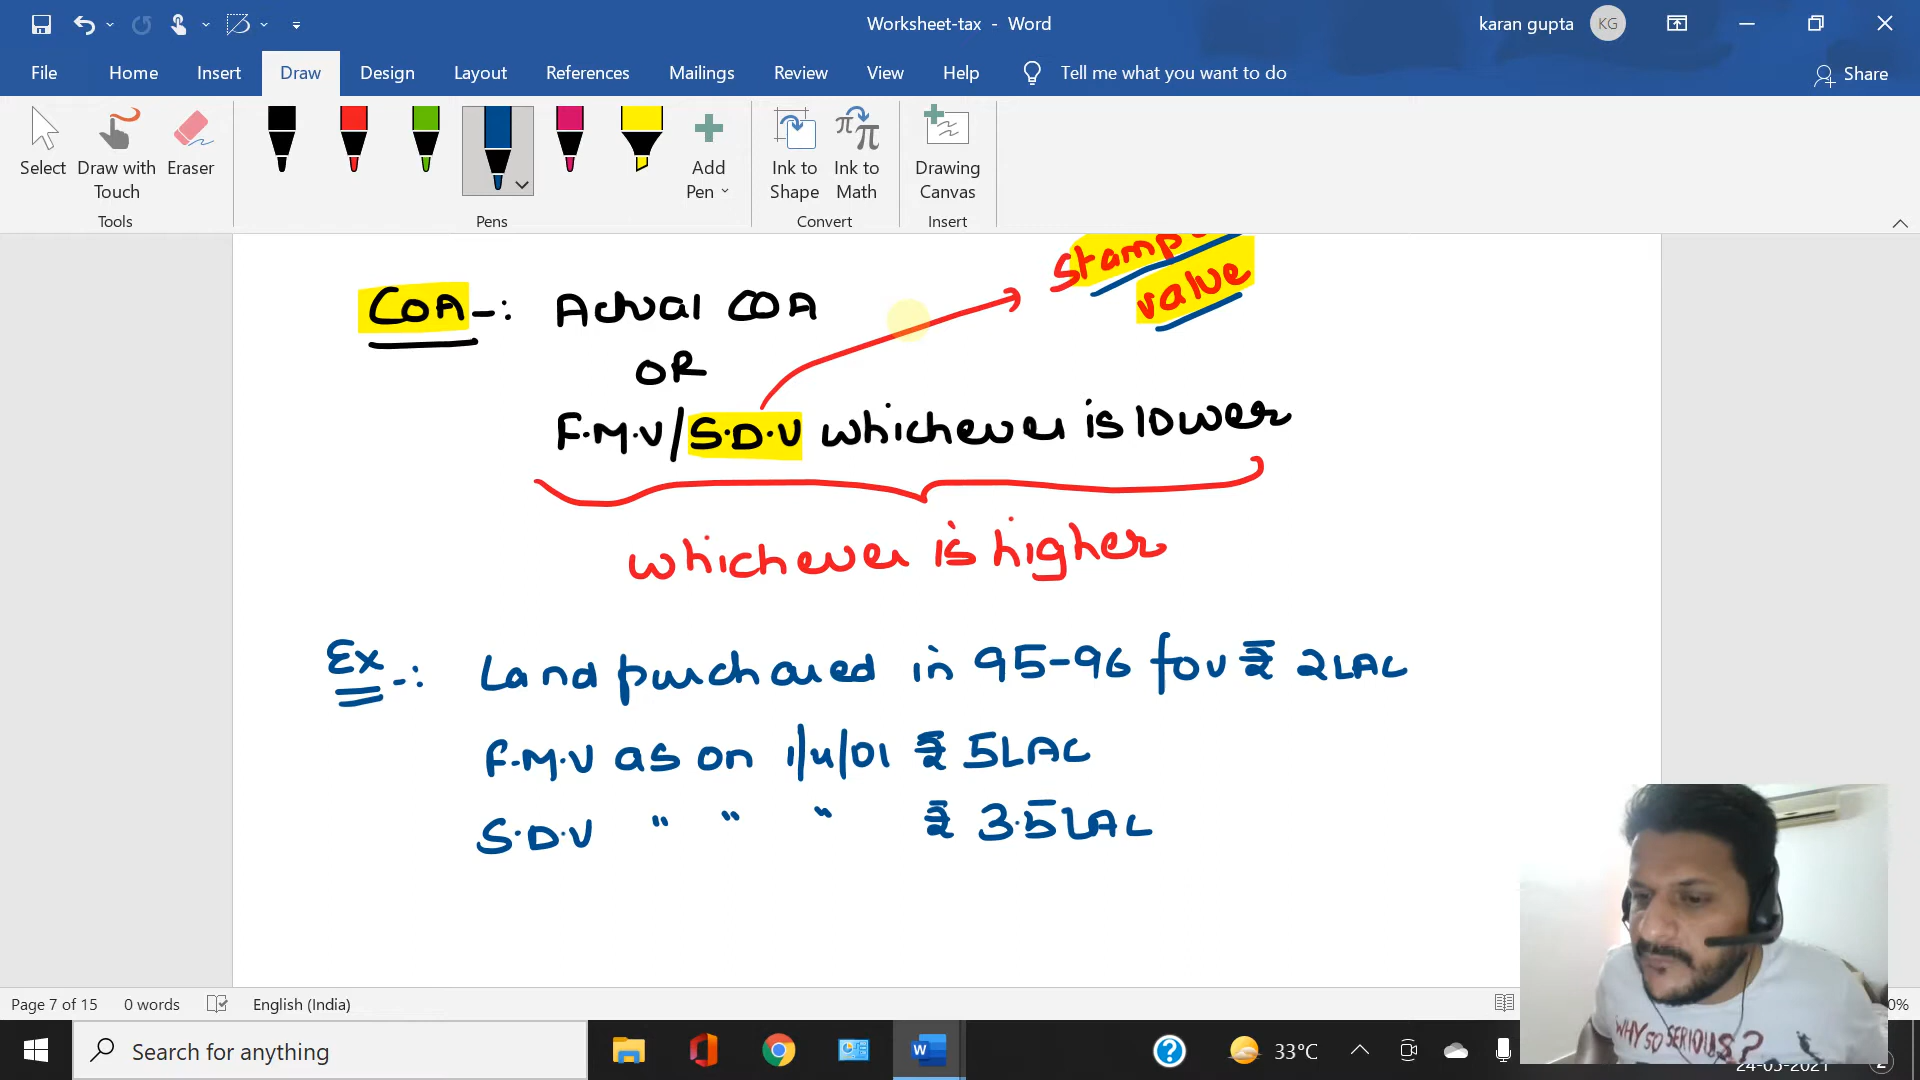 Worksheet-tax - Word
karan gupta KG
File Home Insert Draw Design Layout References Mailings Review View Help Tell me what you want to do Share
Select Draw with Touch Eraser Add Pen Ink to Shape Ink to Math Drawing Canvas
Tools Pens Convert Insert
Stamp
value
COA-: Actual COA
OR
F.M.V/S.D.V whichever is lower
whichever is higher
Ex-: Land purchased in 95-96 for ₹ 2LAC
F.M.V as on 1/4/01 ₹ 5LAC
S.D.V " " " ₹ 3.5LAC
WHY SO SERIOUS?
Page 7 of 15 0 words English (India) 0%
Search for anything
33°C